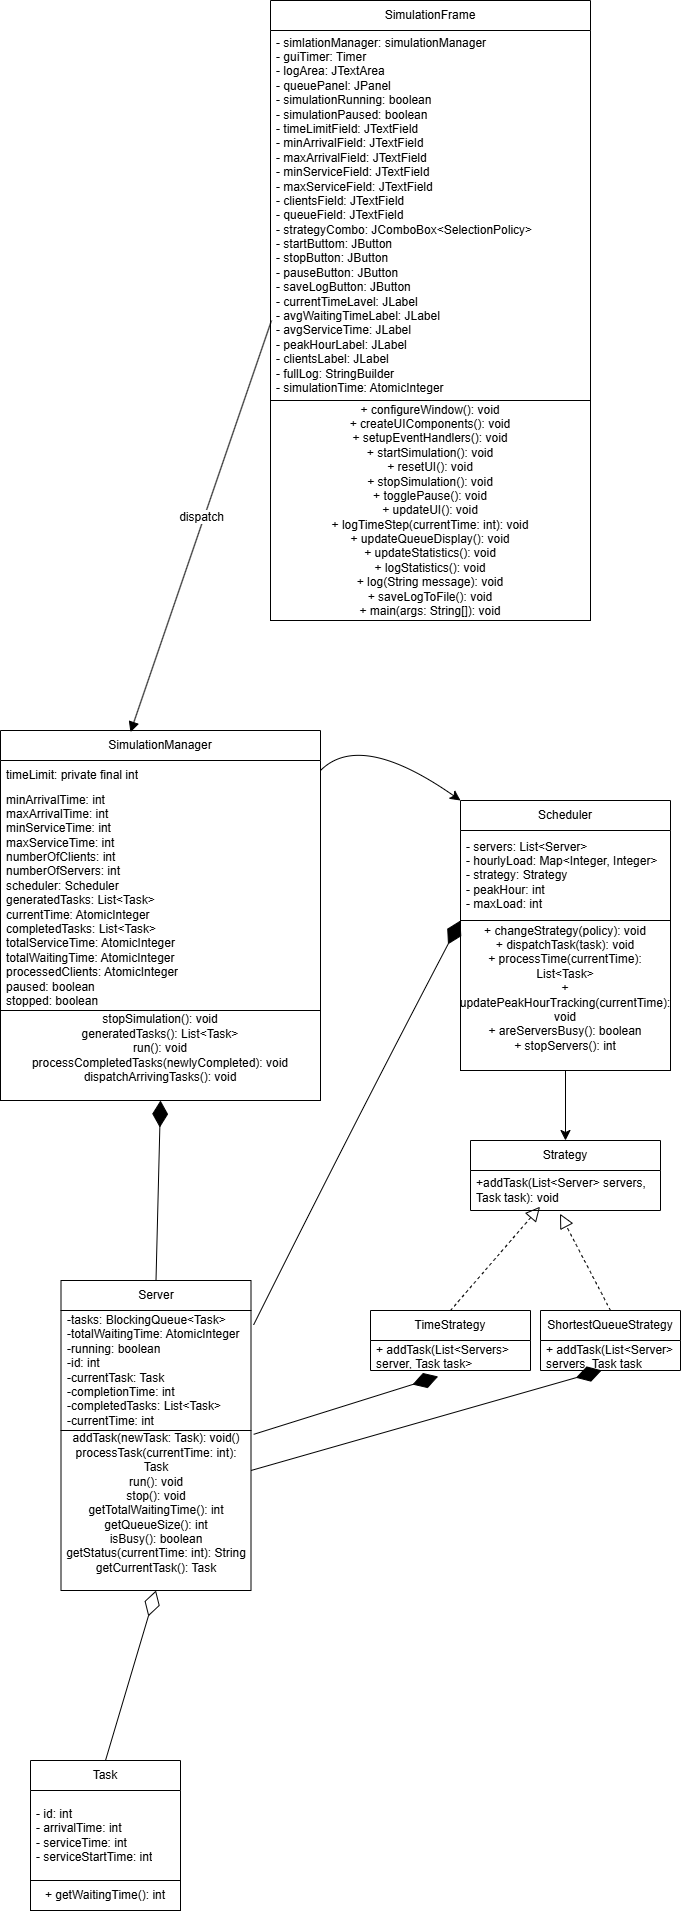 SimulationFrame
- simlationManager: simulationManager
- guiTimer: Timer
- logArea: JTextArea
- queuePanel: JPanel
- simulationRunning: boolean
- simulationPaused: boolean
- timeLimitField: JTextField
- minArrivalField: JTextField
- maxArrivalField: JTextField
- minServiceField: JTextField
- maxServiceField: JTextField
- clientsField: JTextField
- queueField: JTextField
- strategyCombo: JComboBox<SelectionPolicy>
- startButtom: JButton
- stopButton: JButton
- pauseButton: JButton
- saveLogButton: JButton
- currentTimeLavel: JLabel
- avgWaitingTimeLabel: JLabel
- avgServiceTime: JLabel
- peakHourLabel: JLabel
- clientsLabel: JLabel
- fullLog: StringBuilder
- simulationTime: AtomicInteger
+ configureWindow(): void
+ createUIComponents(): void
+ setupEventHandlers(): void
+ startSimulation(): void
+ resetUI(): void
+ stopSimulation(): void
+ togglePause(): void
+ updateUI(): void
+ logTimeStep(currentTime: int): void
+ updateQueueDisplay(): void
+ updateStatistics(): void
+ logStatistics(): void
+ log(String message): void
+ saveLogToFile(): void
+ main(args: String[]): void
dispatch
SimulationManager
timeLimit: private final int
minArrivalTime: int
maxArrivalTime: int
minServiceTime: int
maxServiceTime: int
numberOfClients: int
numberOfServers: int
scheduler: Scheduler
generatedTasks: List<Task>
currentTime: AtomicInteger
completedTasks: List<Task>
totalServiceTime: AtomicInteger
totalWaitingTime: AtomicInteger
processedClients: AtomicInteger
paused: boolean
stopped: boolean
stopSimulation(): void
generatedTasks(): List<Task>
run(): void
processCompletedTasks(newlyCompleted): void
dispatchArrivingTasks(): void
Scheduler
- servers: List<Server>
- hourlyLoad: Map<Integer, Integer>
- strategy: Strategy
- peakHour: int
- maxLoad: int
+ changeStrategy(policy): void
+ dispatchTask(task): void
+ processTime(currentTime):
List<Task>
+
updatePeakHourTracking(currentTime):
void
+ areServersBusy(): boolean
+ stopServers(): int
Strategy
+addTask(List<Server> servers,
Task task): void
TimeStrategy
+ addTask(List<Servers>
server, Task task>
ShortestQueueStrategy
+ addTask(List<Server>
servers, Task task
Server
-tasks: BlockingQueue<Task>
-totalWaitingTime: AtomicInteger
-running: boolean
-id: int
-currentTask: Task
-completionTime: int
-completedTasks: List<Task>
-currentTime: int
addTask(newTask: Task): void()
processTask(currentTime: int):
Task
run(): void
stop(): void
getTotalWaitingTime(): int
getQueueSize(): int
isBusy(): boolean
getStatus(currentTime: int): String
getCurrentTask(): Task
Task
- id: int
- arrivalTime: int
- serviceTime: int
- serviceStartTime: int
+ getWaitingTime(): int